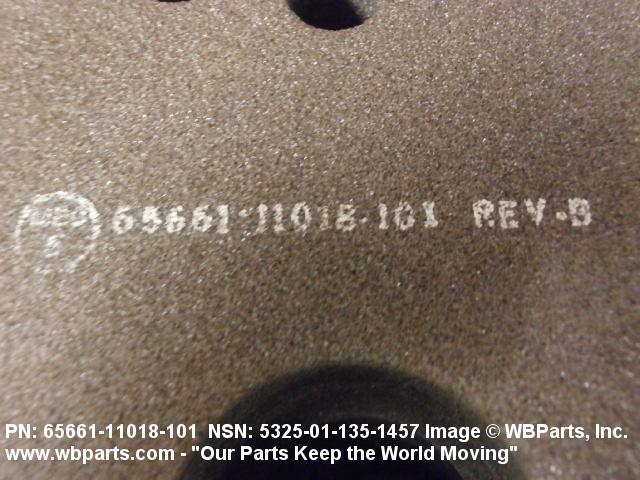 65661-11018-101 REV-B
PN: 65661-11018-101 NSN: 5325-01-135-1457 Image © WBParts, Inc.
www.wbparts.com - "Our Parts Keep the World Moving"